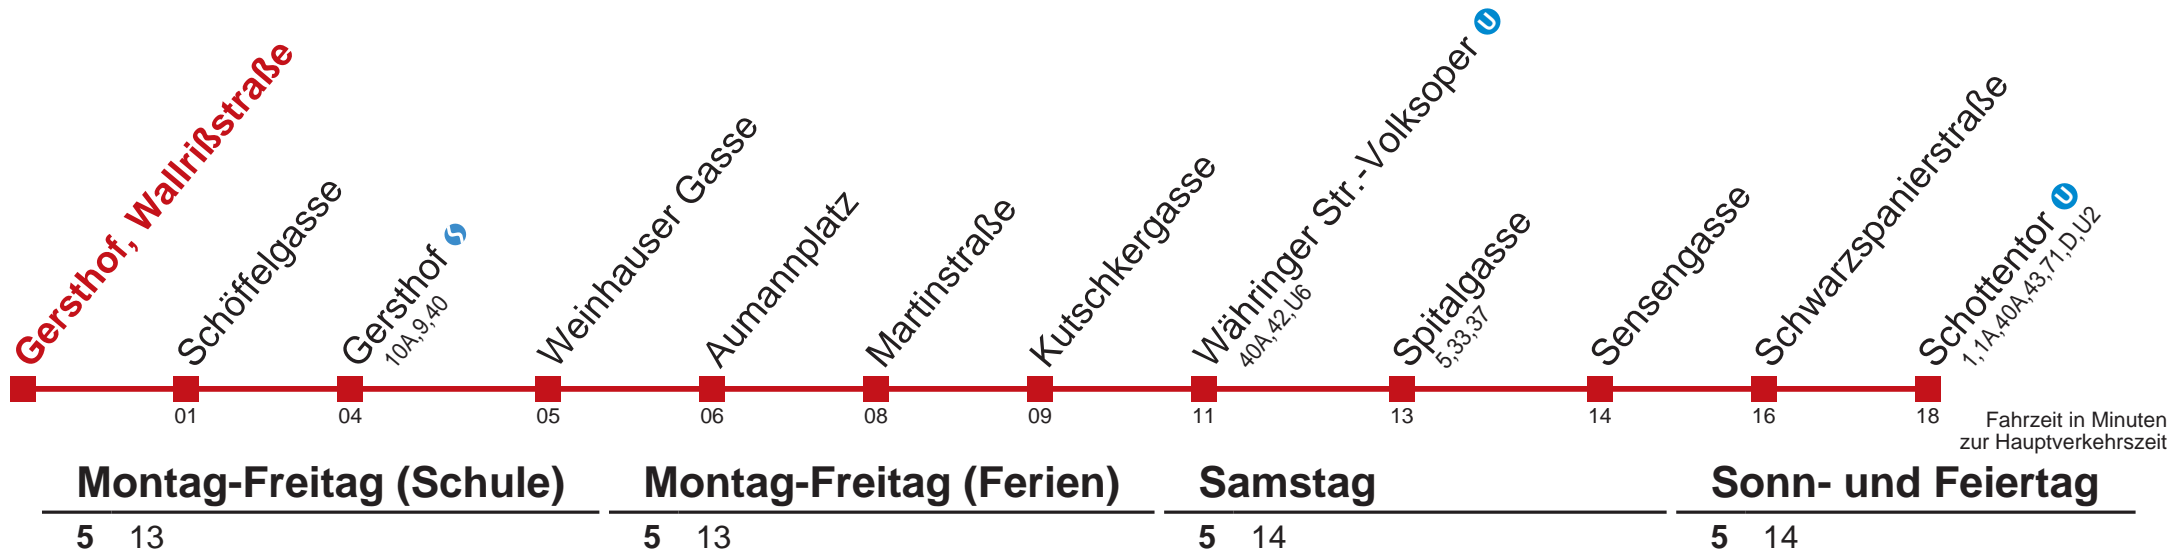 Gersthof, Wallrißstraße
Schöffelgasse
Gersthof S
10A,9,40
Weinhauser Gasse
Aumannplatz
Martinstraße
Kutschkergasse
Währinger Str.-Volksoper U
40A,42,U6
Spitalgasse
5,33,37
Sensengasse
Schwarzspanierstraße
Schottentor U
1,1A,40A,43,71,D,U2
01 04 05 06 08 09 11 13 14 16 18
Fahrzeit in Minuten
zur Hauptverkehrszeit
Montag-Freitag (Schule) Montag-Freitag (Ferien) Samstag Sonn- und Feiertag
5 13 5 13 5 14 5 14